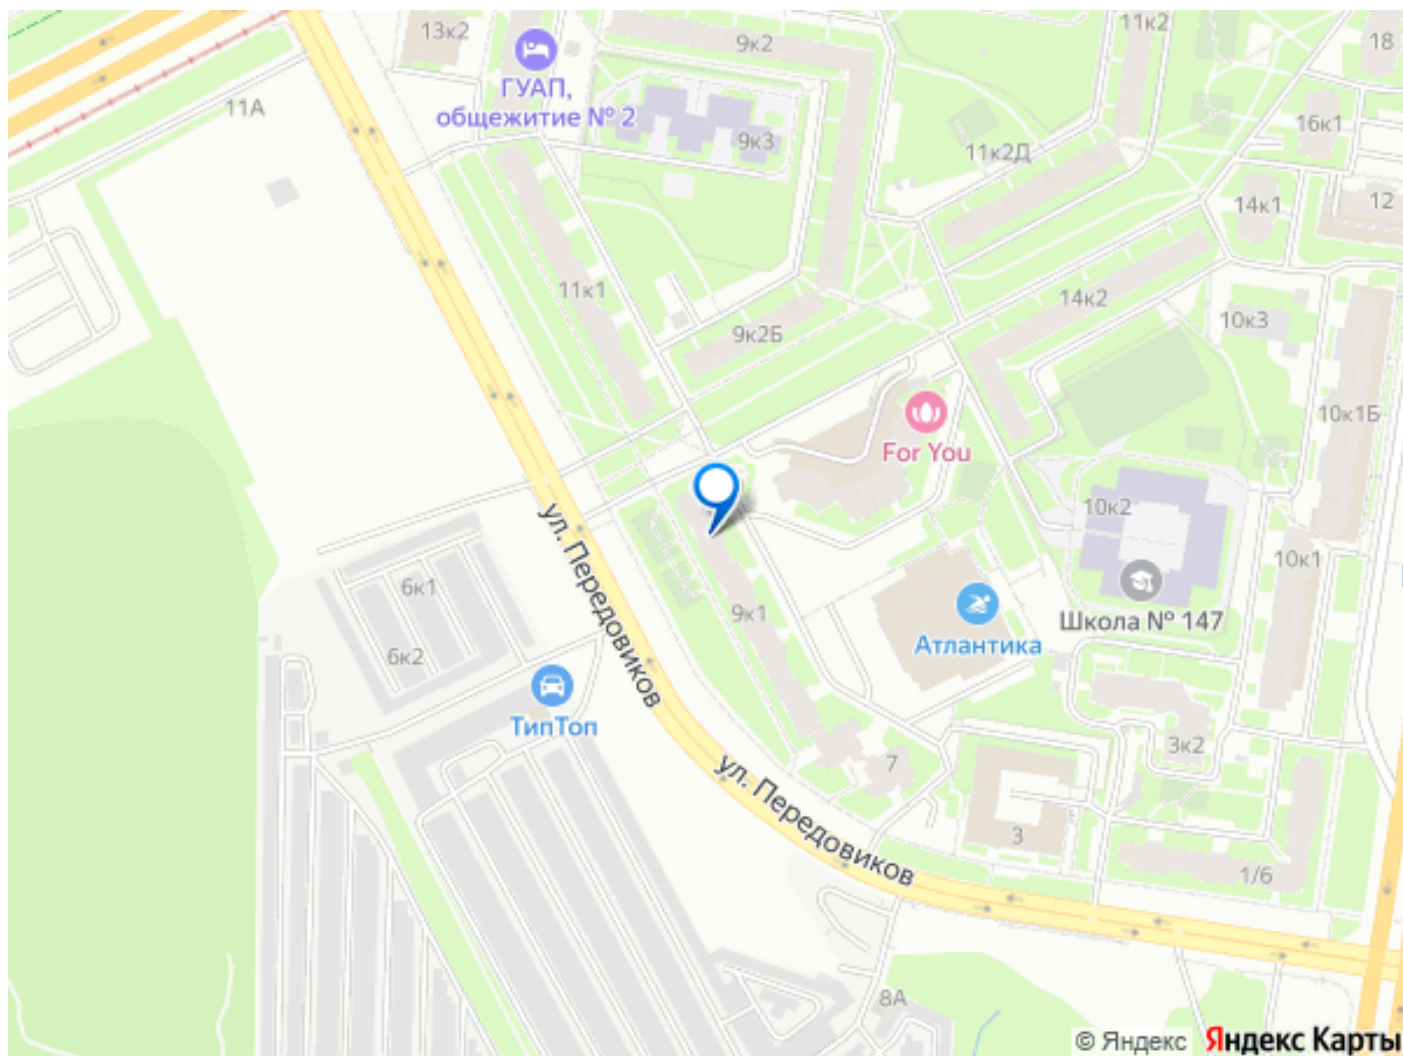 13к2
9к2
11к2
18
ГУАП,
общежитие № 2
11А
9к3
16к1
11к2Д
14к1
12
11к1
14к2
9к2Б
10к3
10к1Б
For You
10к2
ул. Передовиков
10к1
6к1
9к1
Школа № 147
Атлантика
6к2
ТипТоп
3к2
7
ул. Передовиков
3
1/6
8А
© Яндекс Яндекс Карты